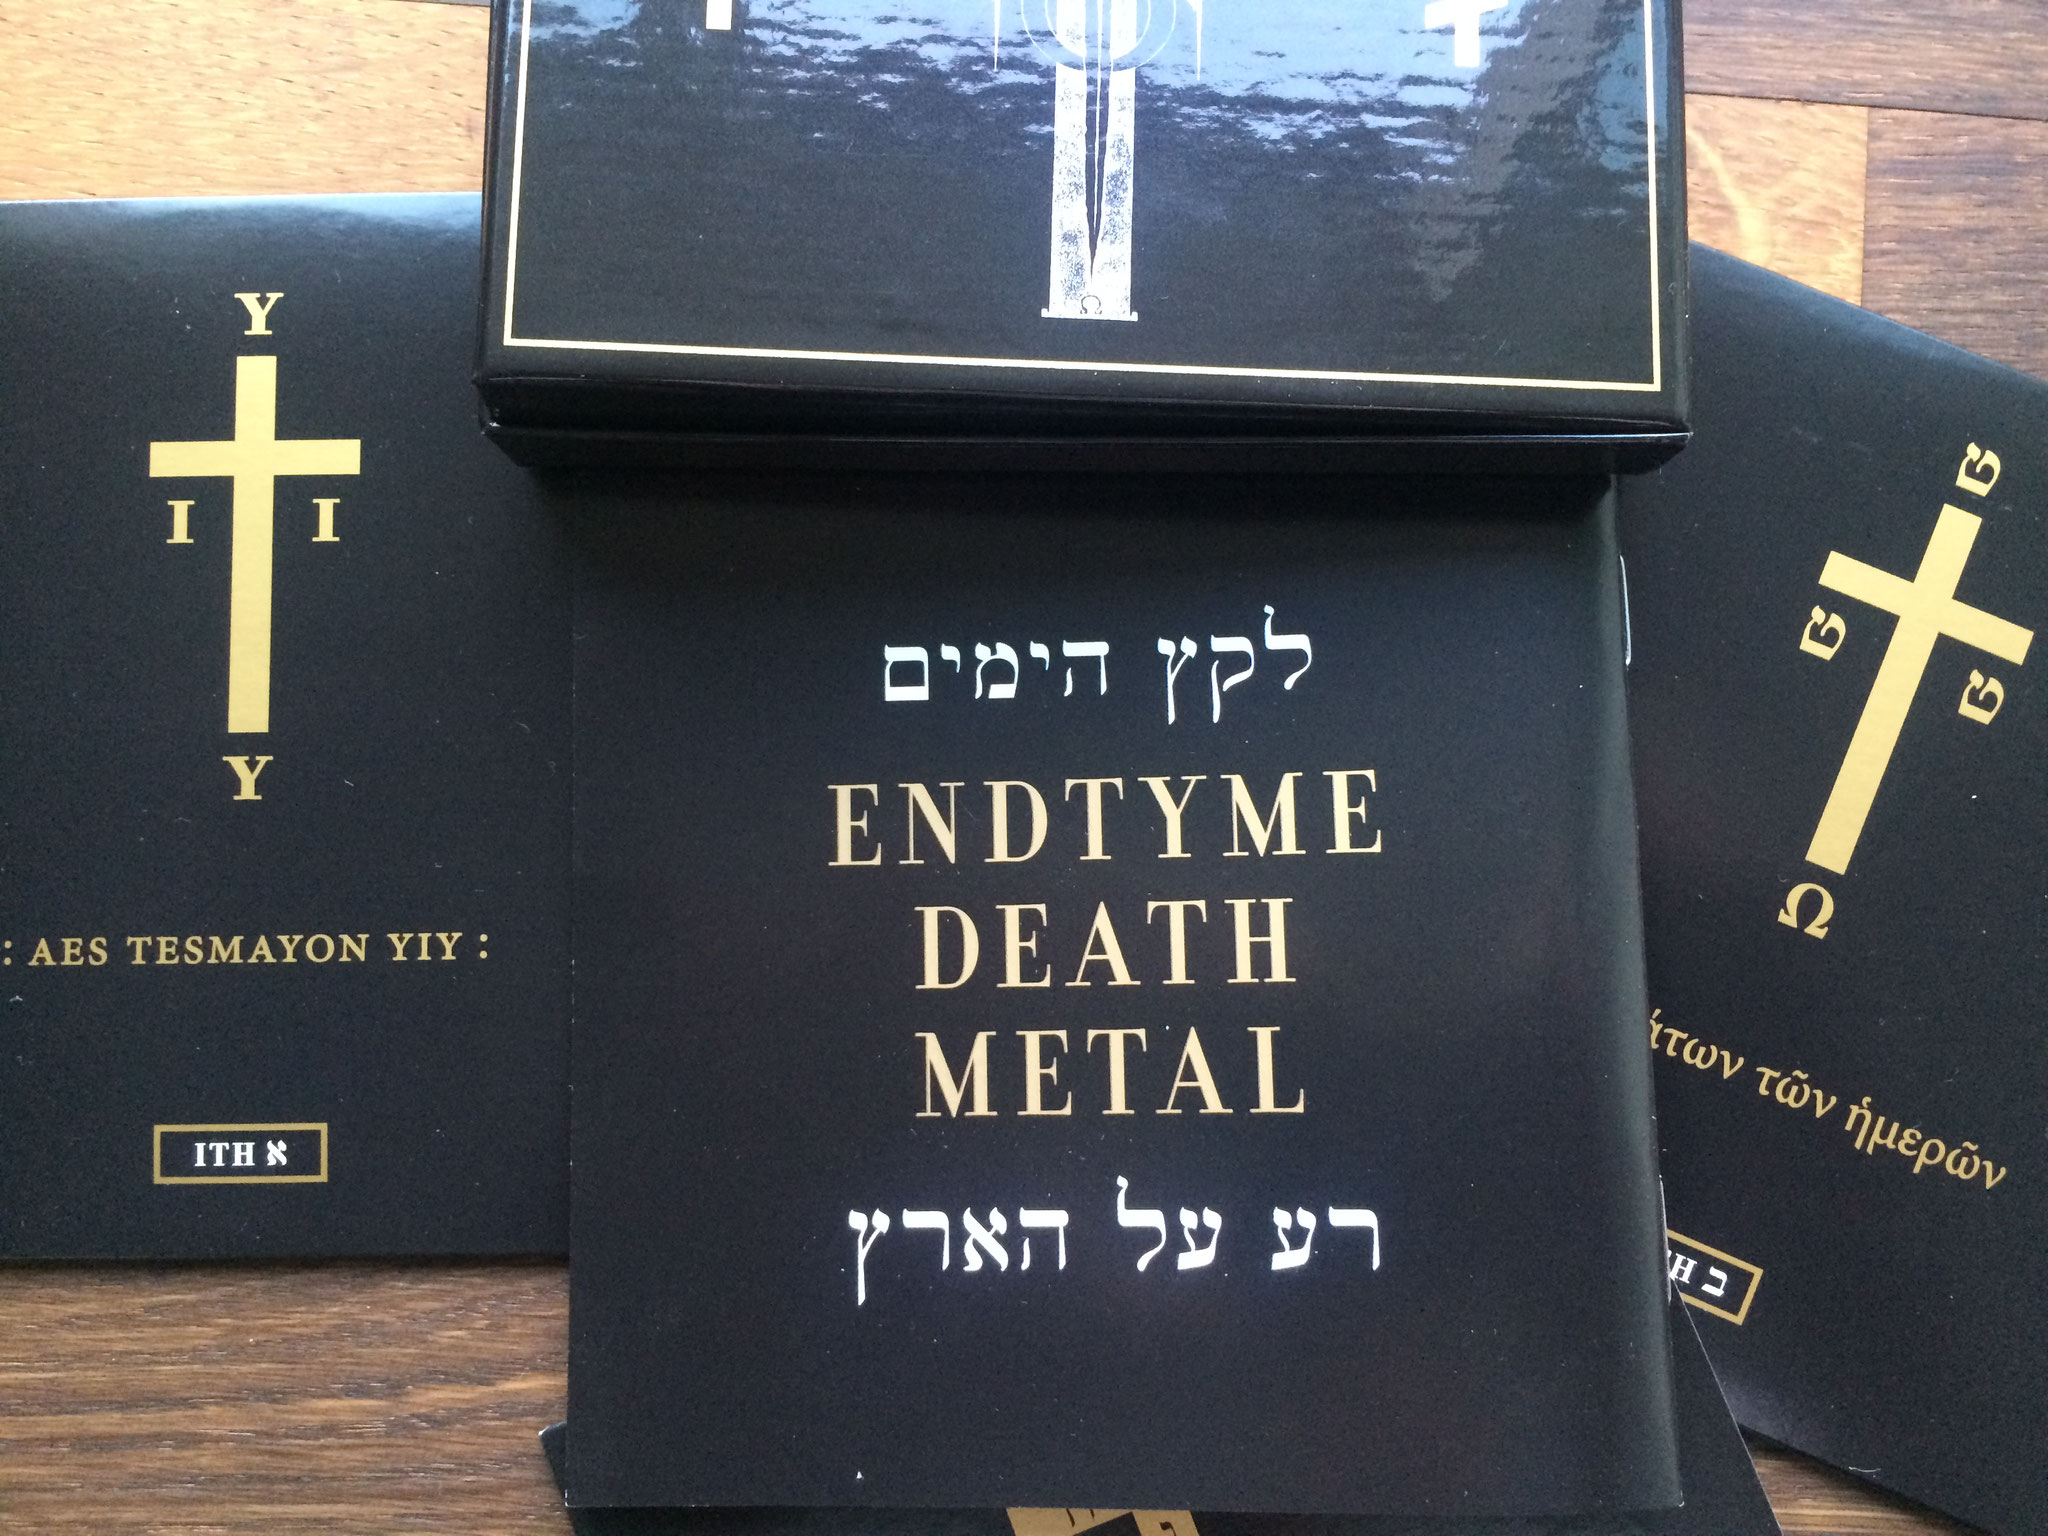 Ω
Y
I I
Y
: AES TESMAYON YIY :
ITH א
לקץ הימים
ENDTYME
DEATH
METAL
רע על הארץ
Ω
τῶν ἡμερῶν
ב